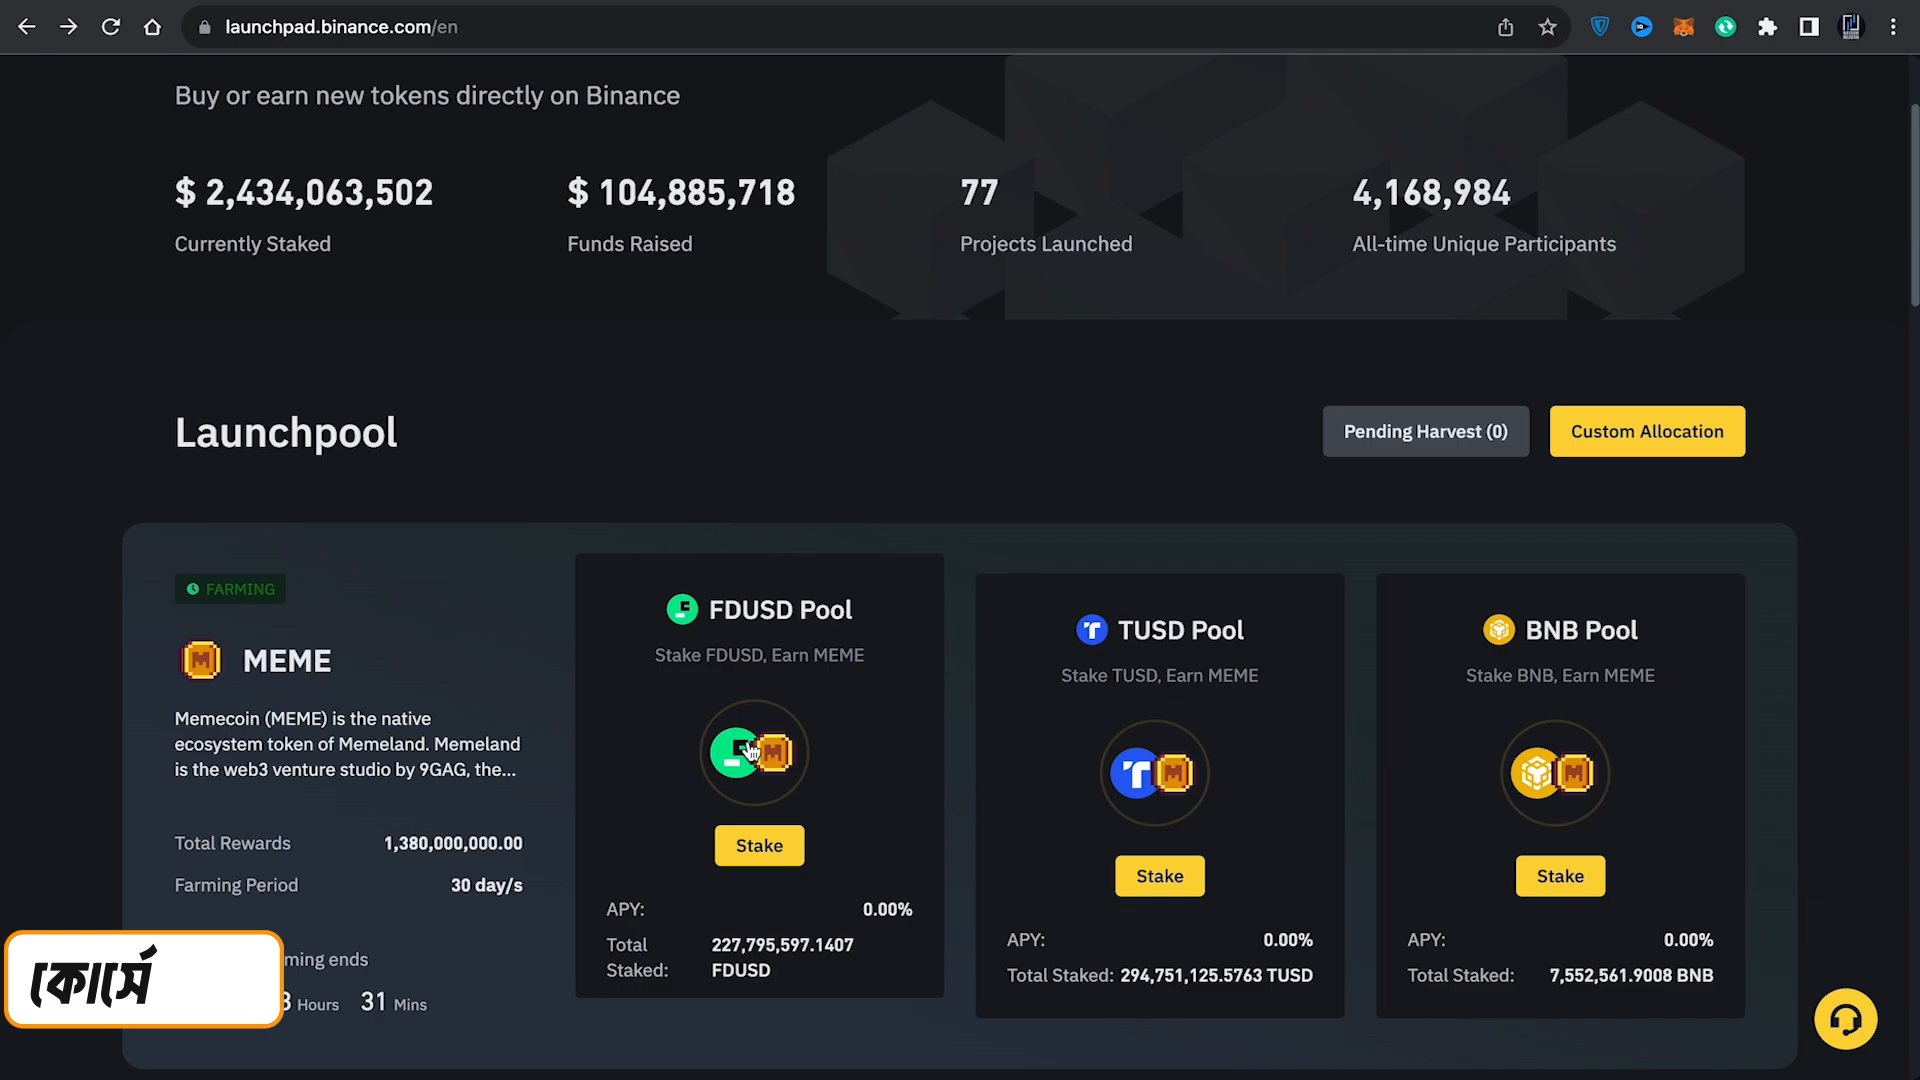 launchpad.binance.com/en
Buy or earn new tokens directly on Binance
$ 2,434,063,502
Currently Staked
$ 104,885,718
Funds Raised
77
Projects Launched
4,168,984
All-time Unique Participants
Launchpool
Pending Harvest (0)
Custom Allocation
FARMING
MEME
Memecoin (MEME) is the native
ecosystem token of Memeland. Memeland
is the web3 venture studio by 9GAG, the...
Total Rewards 1,380,000,000.00
Farming Period 30 day/s
ming ends
Hours 31 Mins
কোর্সে
FDUSD Pool
Stake FDUSD, Earn MEME
Stake
APY: 0.00%
Total 227,795,597.1407
Staked: FDUSD
TUSD Pool
Stake TUSD, Earn MEME
Stake
APY: 0.00%
Total Staked: 294,751,125.5763 TUSD
BNB Pool
Stake BNB, Earn MEME
Stake
APY: 0.00%
Total Staked: 7,552,561.9008 BNB